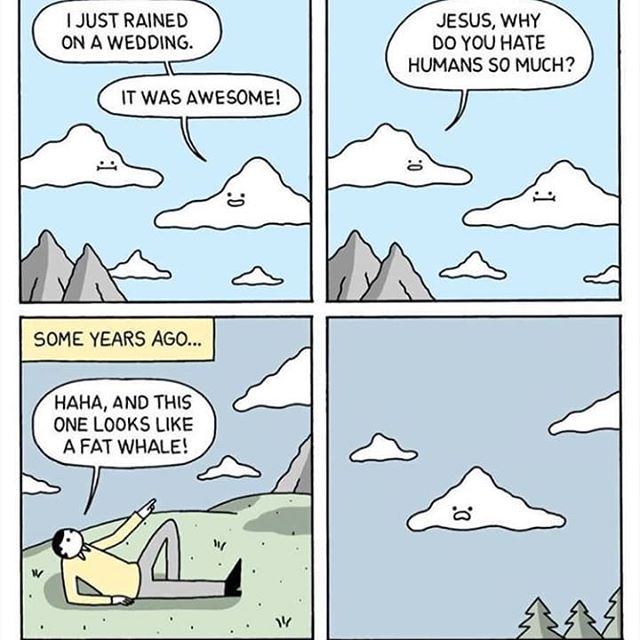 I JUST RAINED
ON A WEDDING.
IT WAS AWESOME!
JESUS, WHY
DO YOU HATE
HUMANS SO MUCH?
SOME YEARS AGO...
HAHA, AND THIS
ONE LOOKS LIKE
A FAT WHALE!